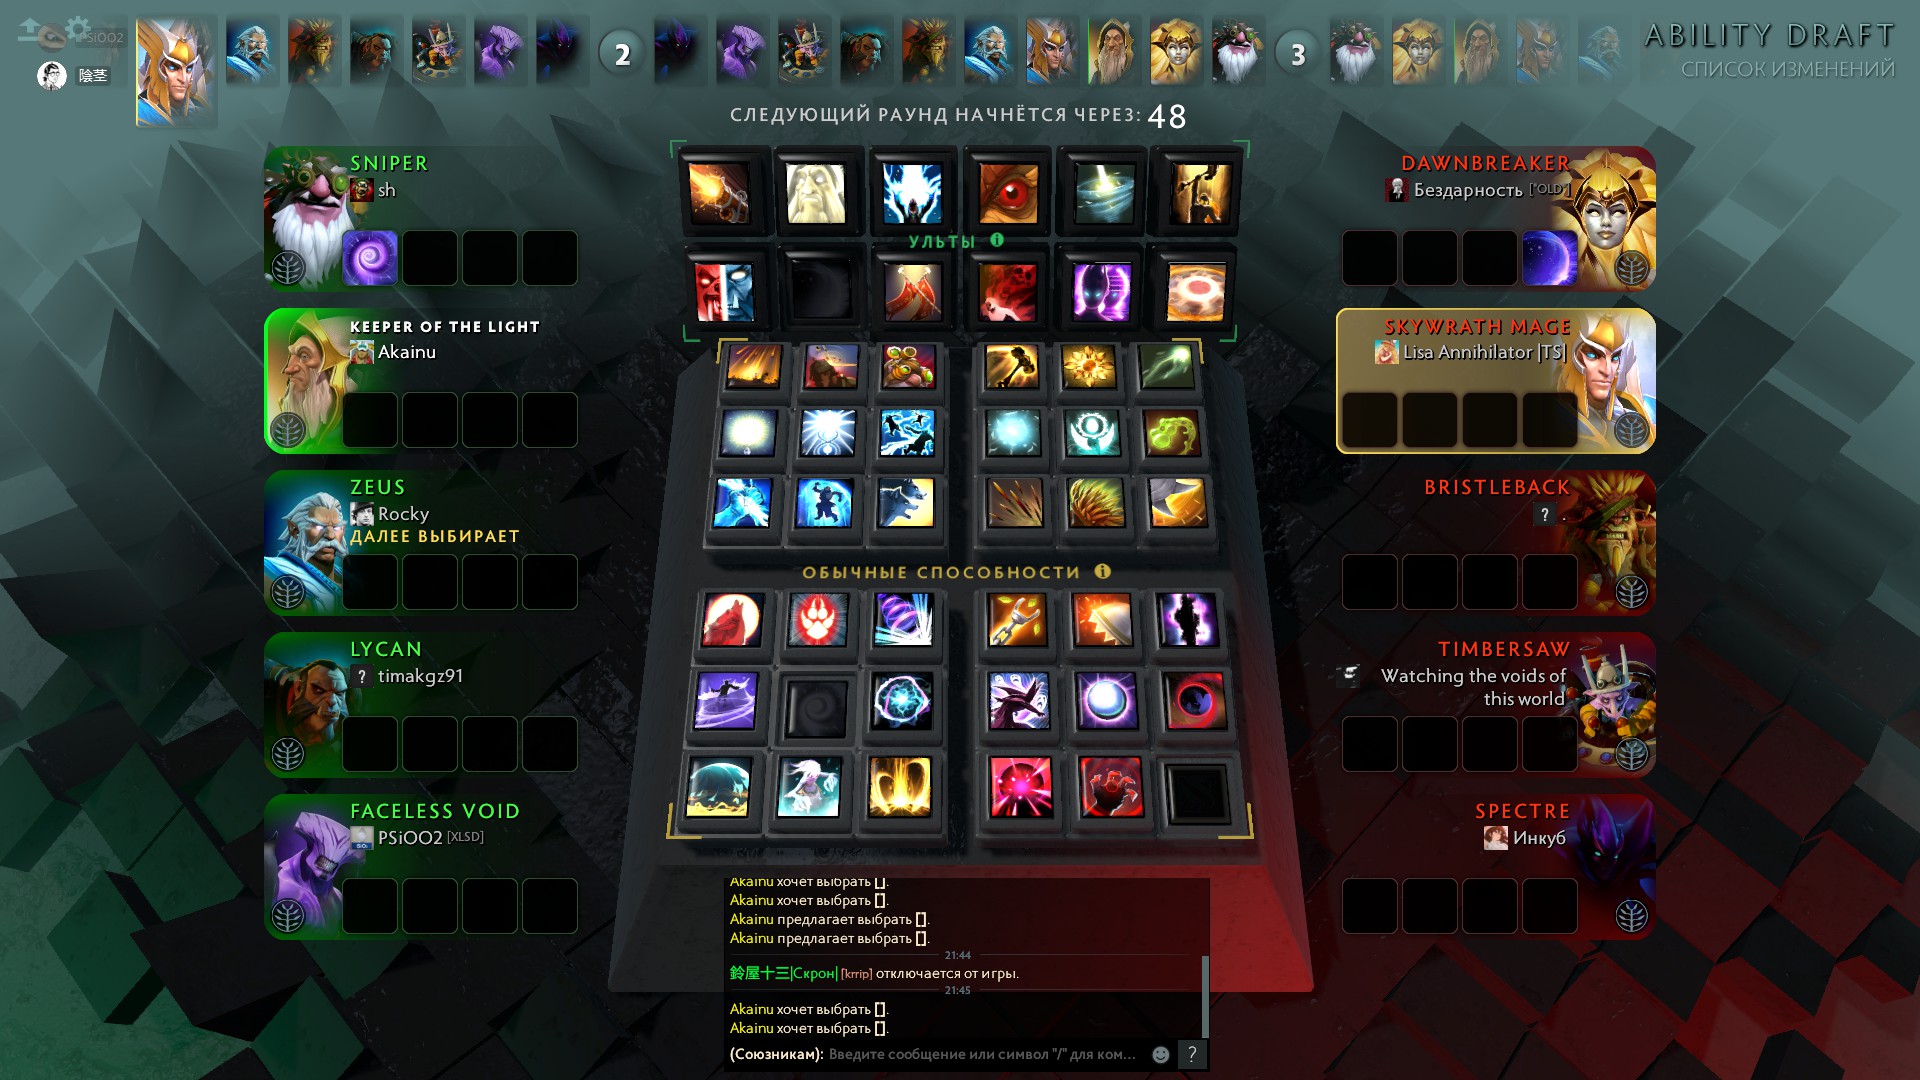 PSiOO2
陰茎
2
3
ABILITY DRAFT
СПИСОК ИЗМЕНЕНИЙ
СЛЕДУЮЩИЙ РАУНД НАЧНЁТСЯ ЧЕРЕЗ: 48
SNIPER
sh
KEEPER OF THE LIGHT
Akainu
ZEUS
Rocky
ДАЛЕЕ ВЫБИРАЕТ
LYCAN
? timakgz91
FACELESS VOID
PSiOO2 [XLSD]
УЛЬТЫ
ОБЫЧНЫЕ СПОСОБНОСТИ
DAWNBREAKER
Бездарность [*OLD*]
SKYWRATH MAGE
Lisa Annihilator |TS|
BRISTLEBACK
? .
TIMBERSAW
Watching the voids of
this world
SPECTRE
Инкуб
Akainu хочет выбрать [].
Akainu хочет выбрать [].
Akainu предлагает выбрать [].
Akainu предлагает выбрать [].
21:44
鈴屋十三|Скрон| [krrip] отключается от игры.
21:45
Akainu хочет выбрать [].
Akainu хочет выбрать [].
(Союзникам): Введите сообщение или символ "/" для ком... ?